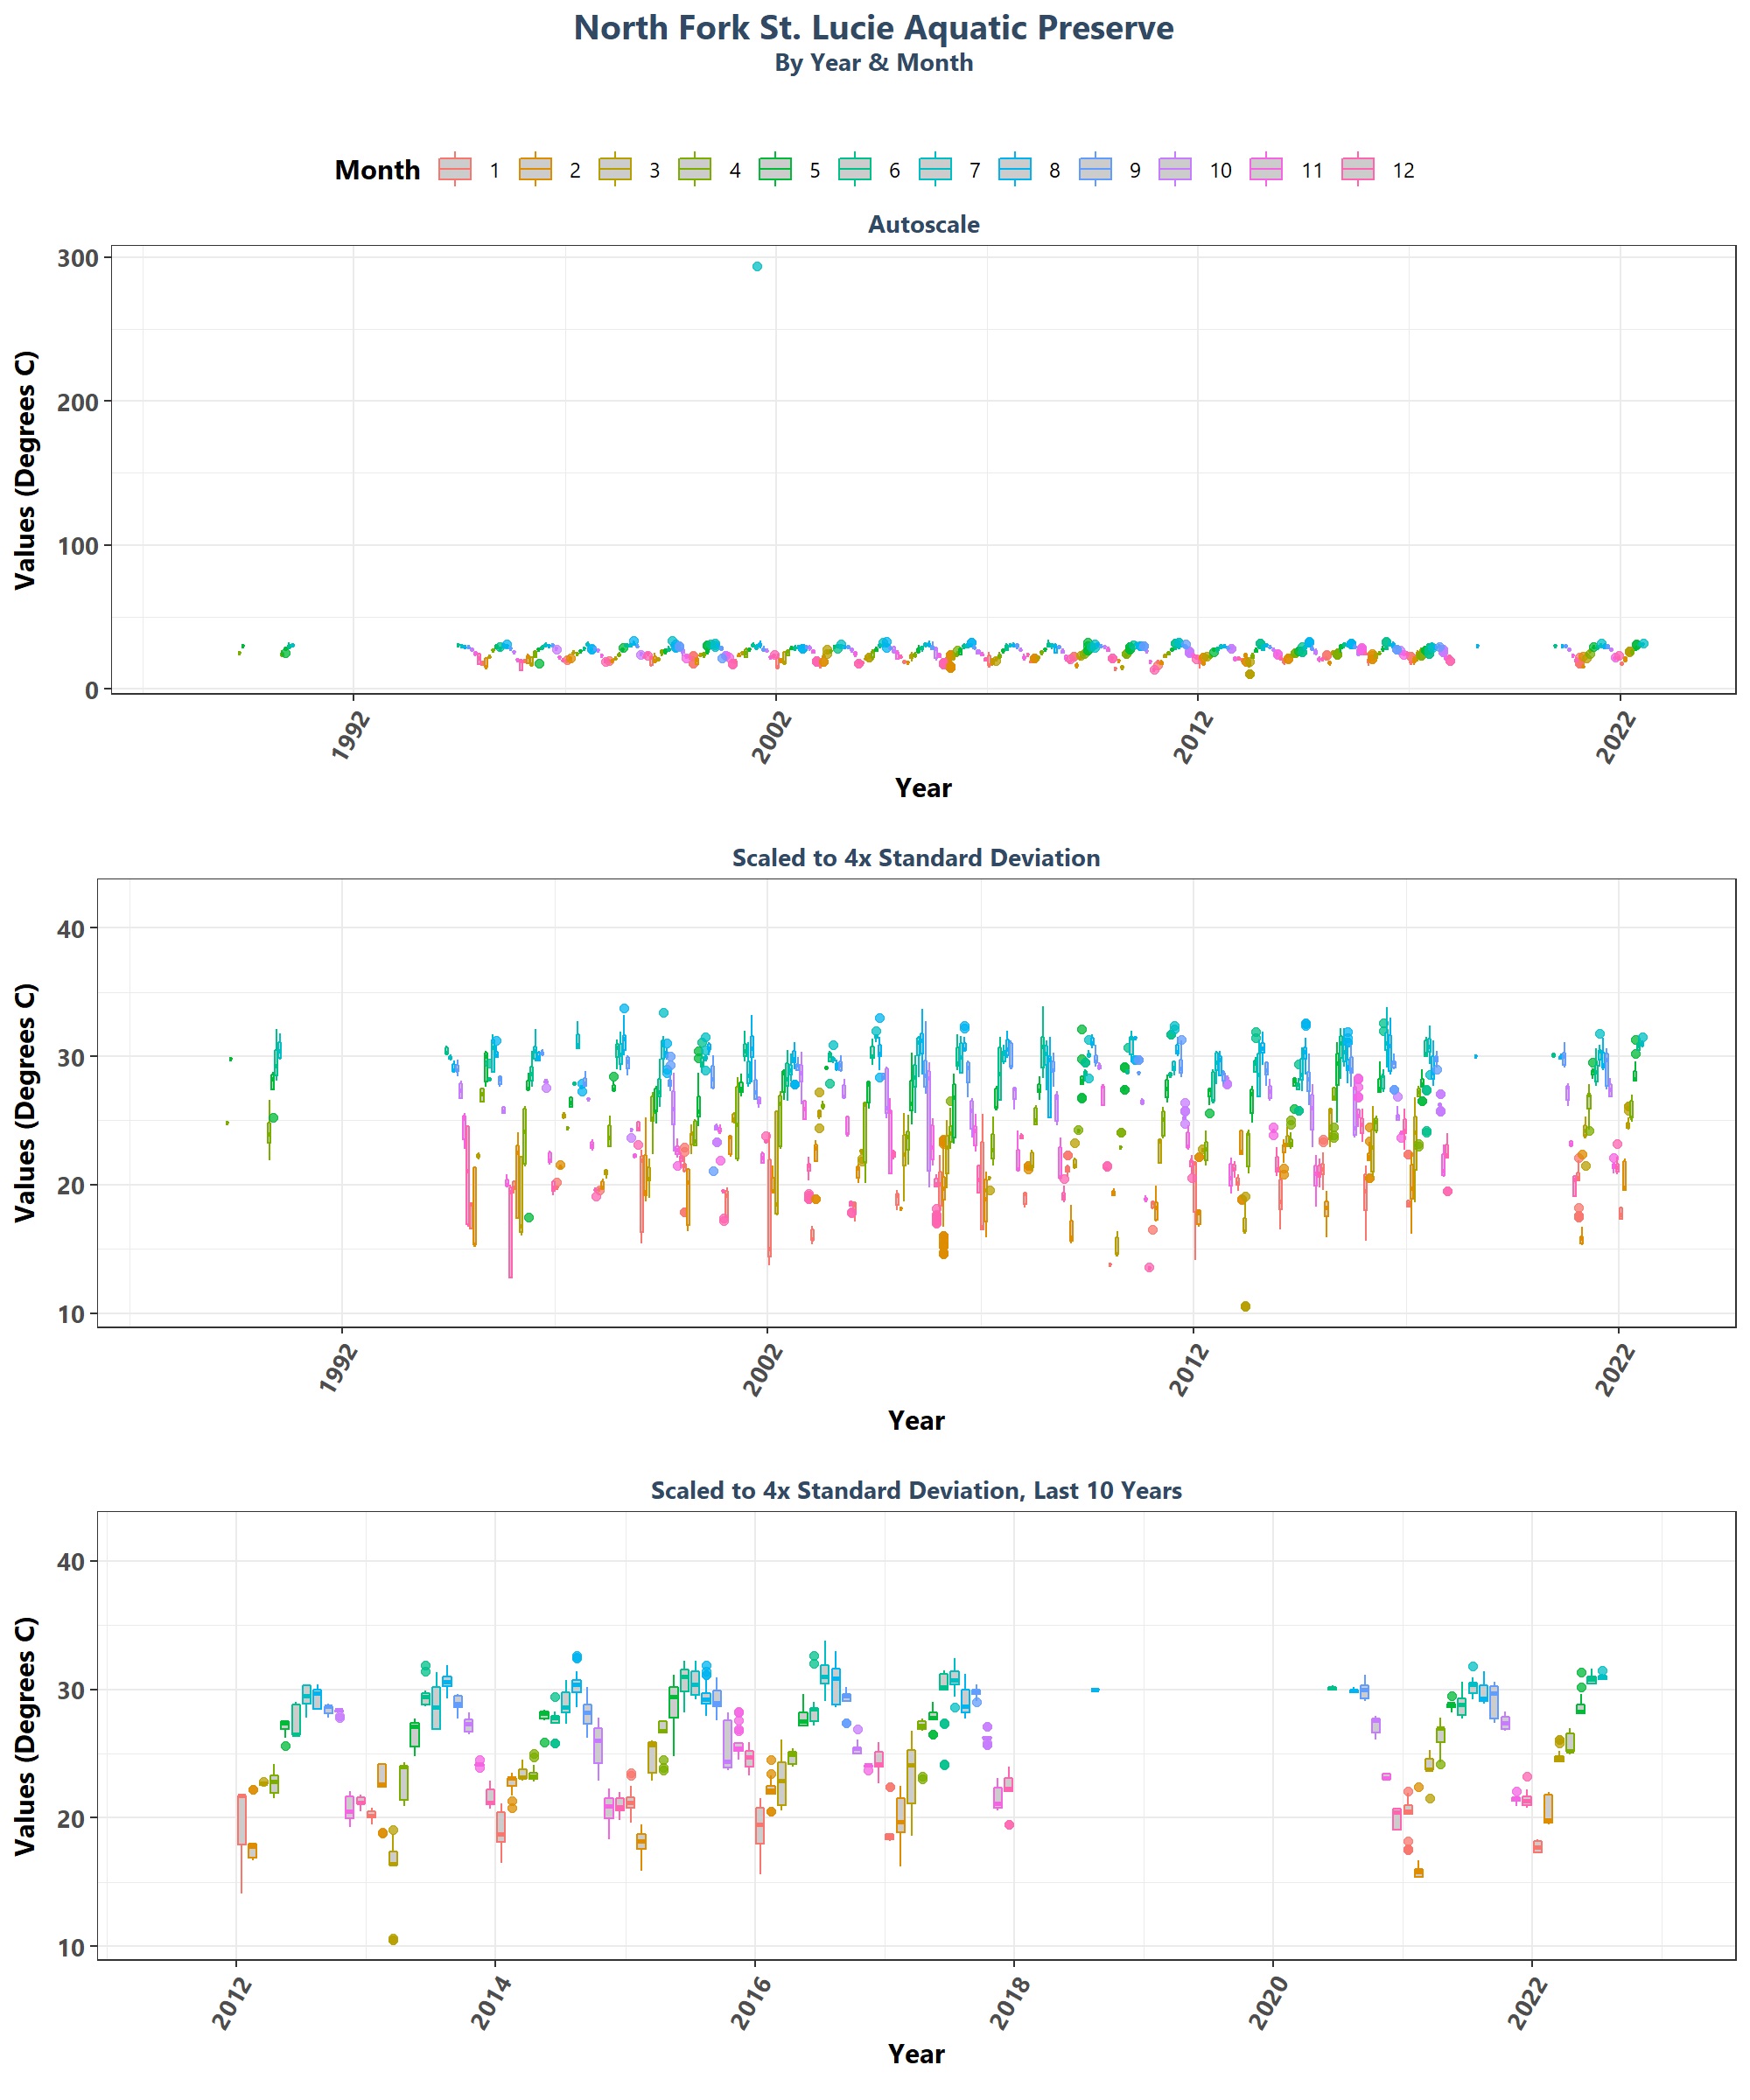 North Fork St. Lucie Aquatic Preserve
By Year & Month
Month 1 2 3 4 5 6 7 8 9 10 11 12
Autoscale
Values (Degrees C)
300
200
100
0
1992 2002 2012 2022
Year
Scaled to 4x Standard Deviation
Values (Degrees C)
40
30
20
10
1992 2002 2012 2022
Year
Scaled to 4x Standard Deviation, Last 10 Years
Values (Degrees C)
40
30
20
10
2012 2014 2016 2018 2020 2022
Year